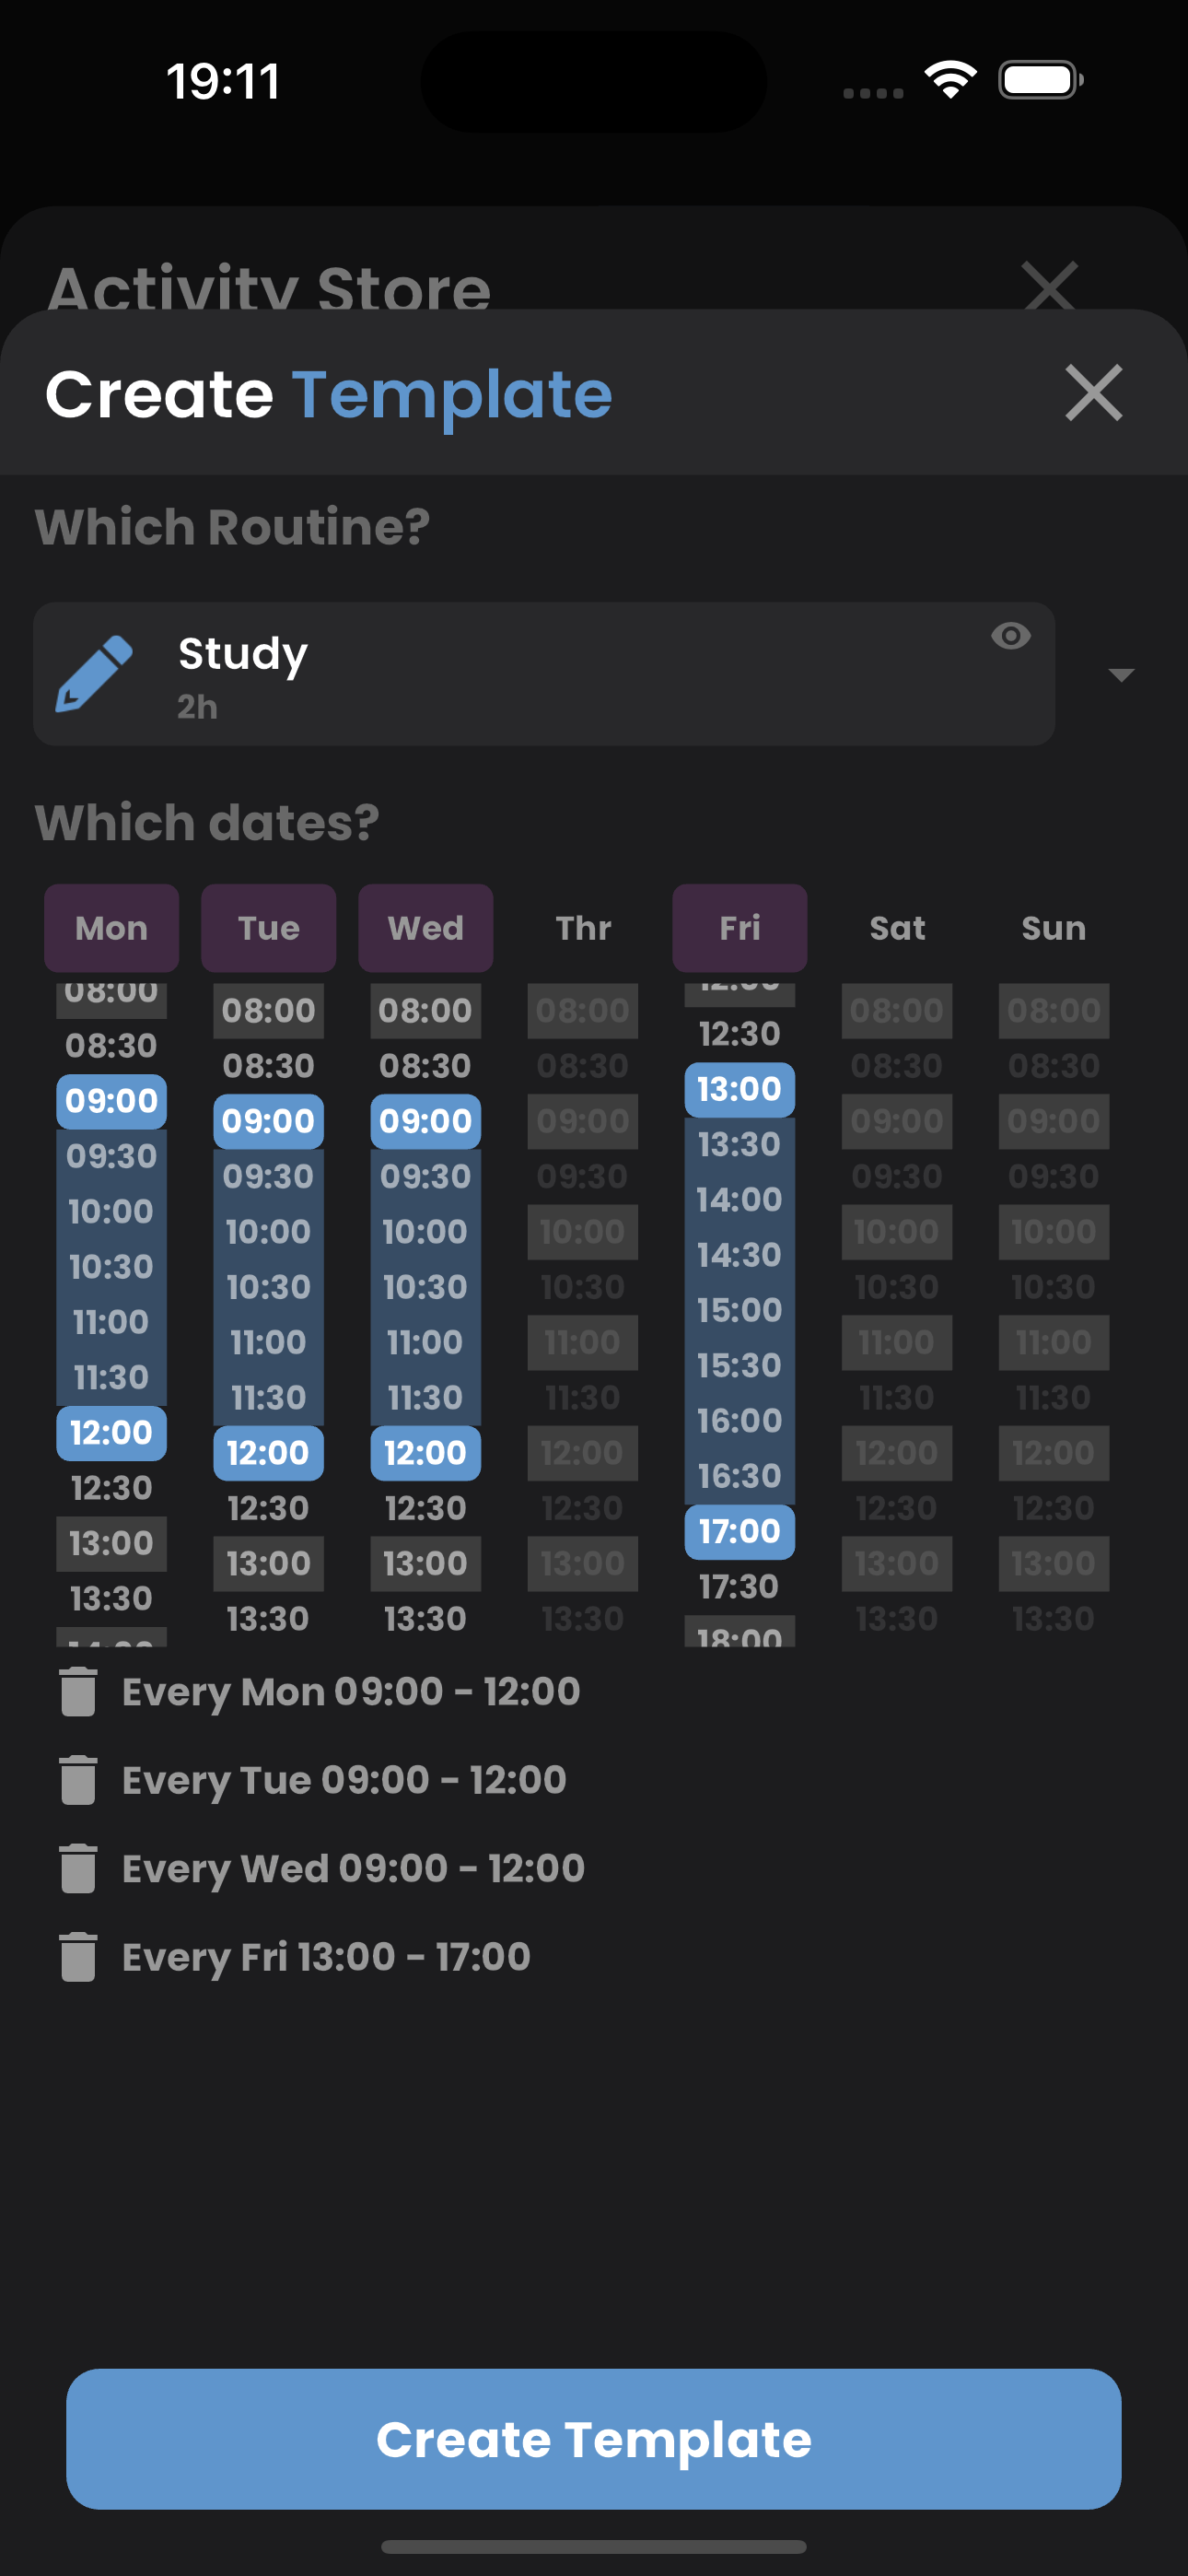 19:11
Activity Store
Create Template
Which Routine?
Study
2h
Which dates?
Mon Tue Wed Thr Fri Sat Sun
08:00 08:00 08:00 08:00 12:00 08:00 08:00
08:30 08:30 08:30 08:30 12:30 08:30 08:30
09:00 09:00 09:00 09:00 13:00 09:00 09:00
09:30 09:30 09:30 09:30 13:30 09:30 09:30
10:00 10:00 10:00 10:00 14:00 10:00 10:00
10:30 10:30 10:30 10:30 14:30 10:30 10:30
11:00 11:00 11:00 11:00 15:00 11:00 11:00
11:30 11:30 11:30 11:30 15:30 11:30 11:30
12:00 12:00 12:00 12:00 16:00 12:00 12:00
12:30 12:30 12:30 12:30 16:30 12:30 12:30
13:00 13:00 13:00 13:00 17:00 13:00 13:00
13:30 13:30 13:30 13:30 17:30 13:30 13:30
18:00
Every Mon 09:00 - 12:00
Every Tue 09:00 - 12:00
Every Wed 09:00 - 12:00
Every Fri 13:00 - 17:00
Create Template